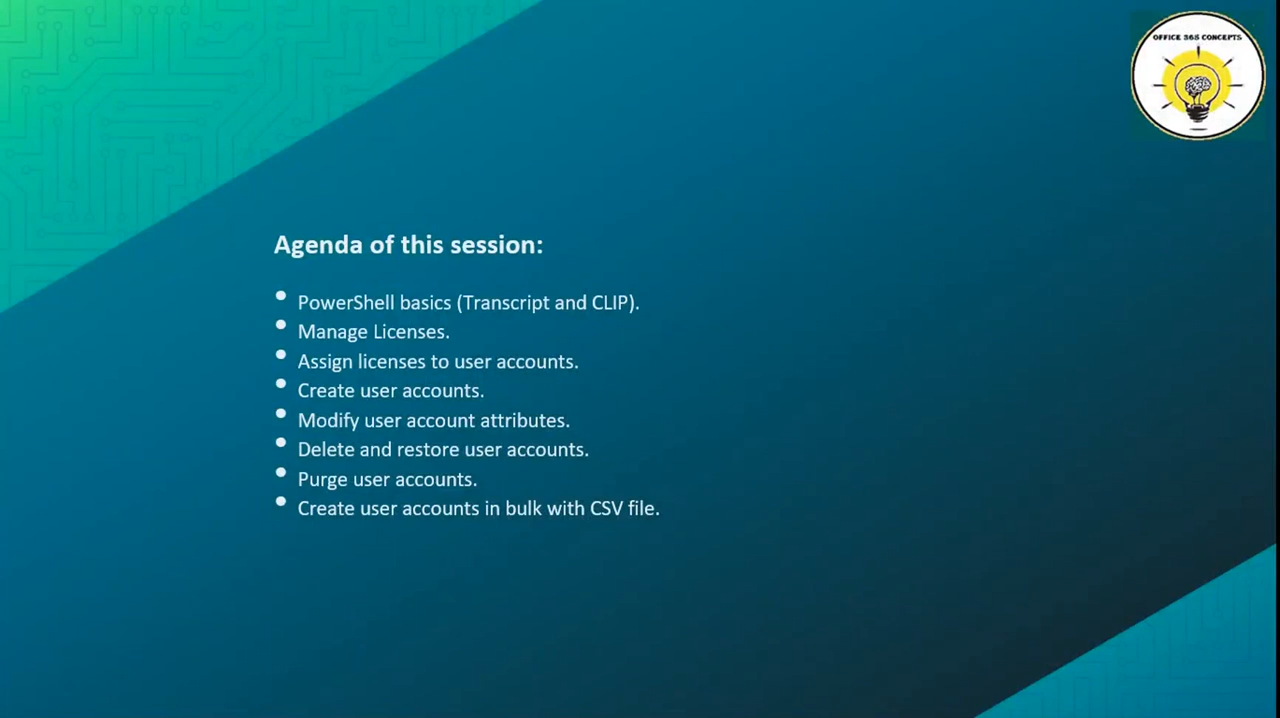 OFFICE 365 CONCEPTS
Agenda of this session:
• PowerShell basics (Transcript and CLIP).
• Manage Licenses.
• Assign licenses to user accounts.
• Create user accounts.
• Modify user account attributes.
• Delete and restore user accounts.
• Purge user accounts.
• Create user accounts in bulk with CSV file.